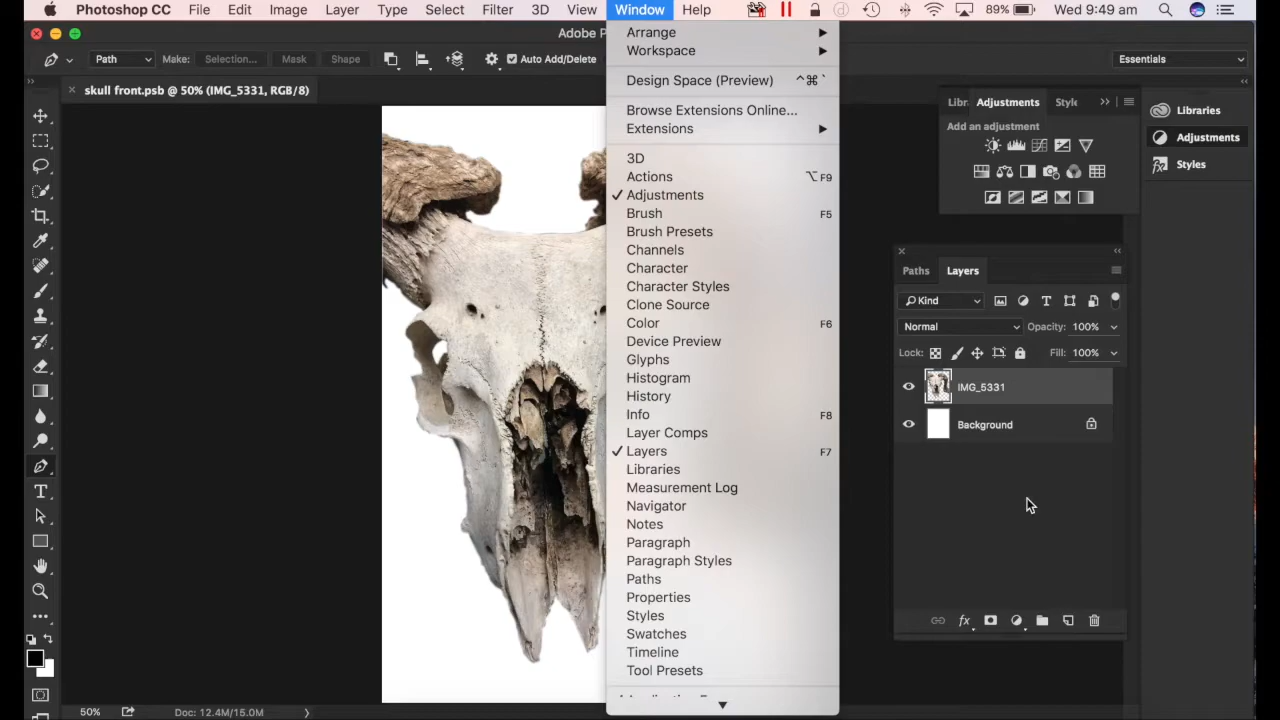 Photoshop CC File Edit Image Layer Type Select Filter 3D View Window Help 89% Wed 9:49 am
Adobe P
Path Make: Selection... Mask Shape Auto Add/Delete Essentials
skull front.psb @ 50% (IMG_5331, RGB/8)
Arrange
Workspace
Design Space (Preview) ^⌘`
Browse Extensions Online...
Extensions
3D
Actions ⌥F9
Adjustments
Brush F5
Brush Presets
Channels
Character
Character Styles
Clone Source
Color F6
Device Preview
Glyphs
Histogram
History
Info F8
Layer Comps
Layers F7
Libraries
Measurement Log
Navigator
Notes
Paragraph
Paragraph Styles
Paths
Properties
Styles
Swatches
Timeline
Tool Presets
Libr Adjustments Style
Add an adjustment
Libraries
Adjustments
Styles
Paths Layers
Kind
Normal Opacity: 100%
Lock: Fill: 100%
IMG_5331
Background
50% Doc: 12.4M/15.0M